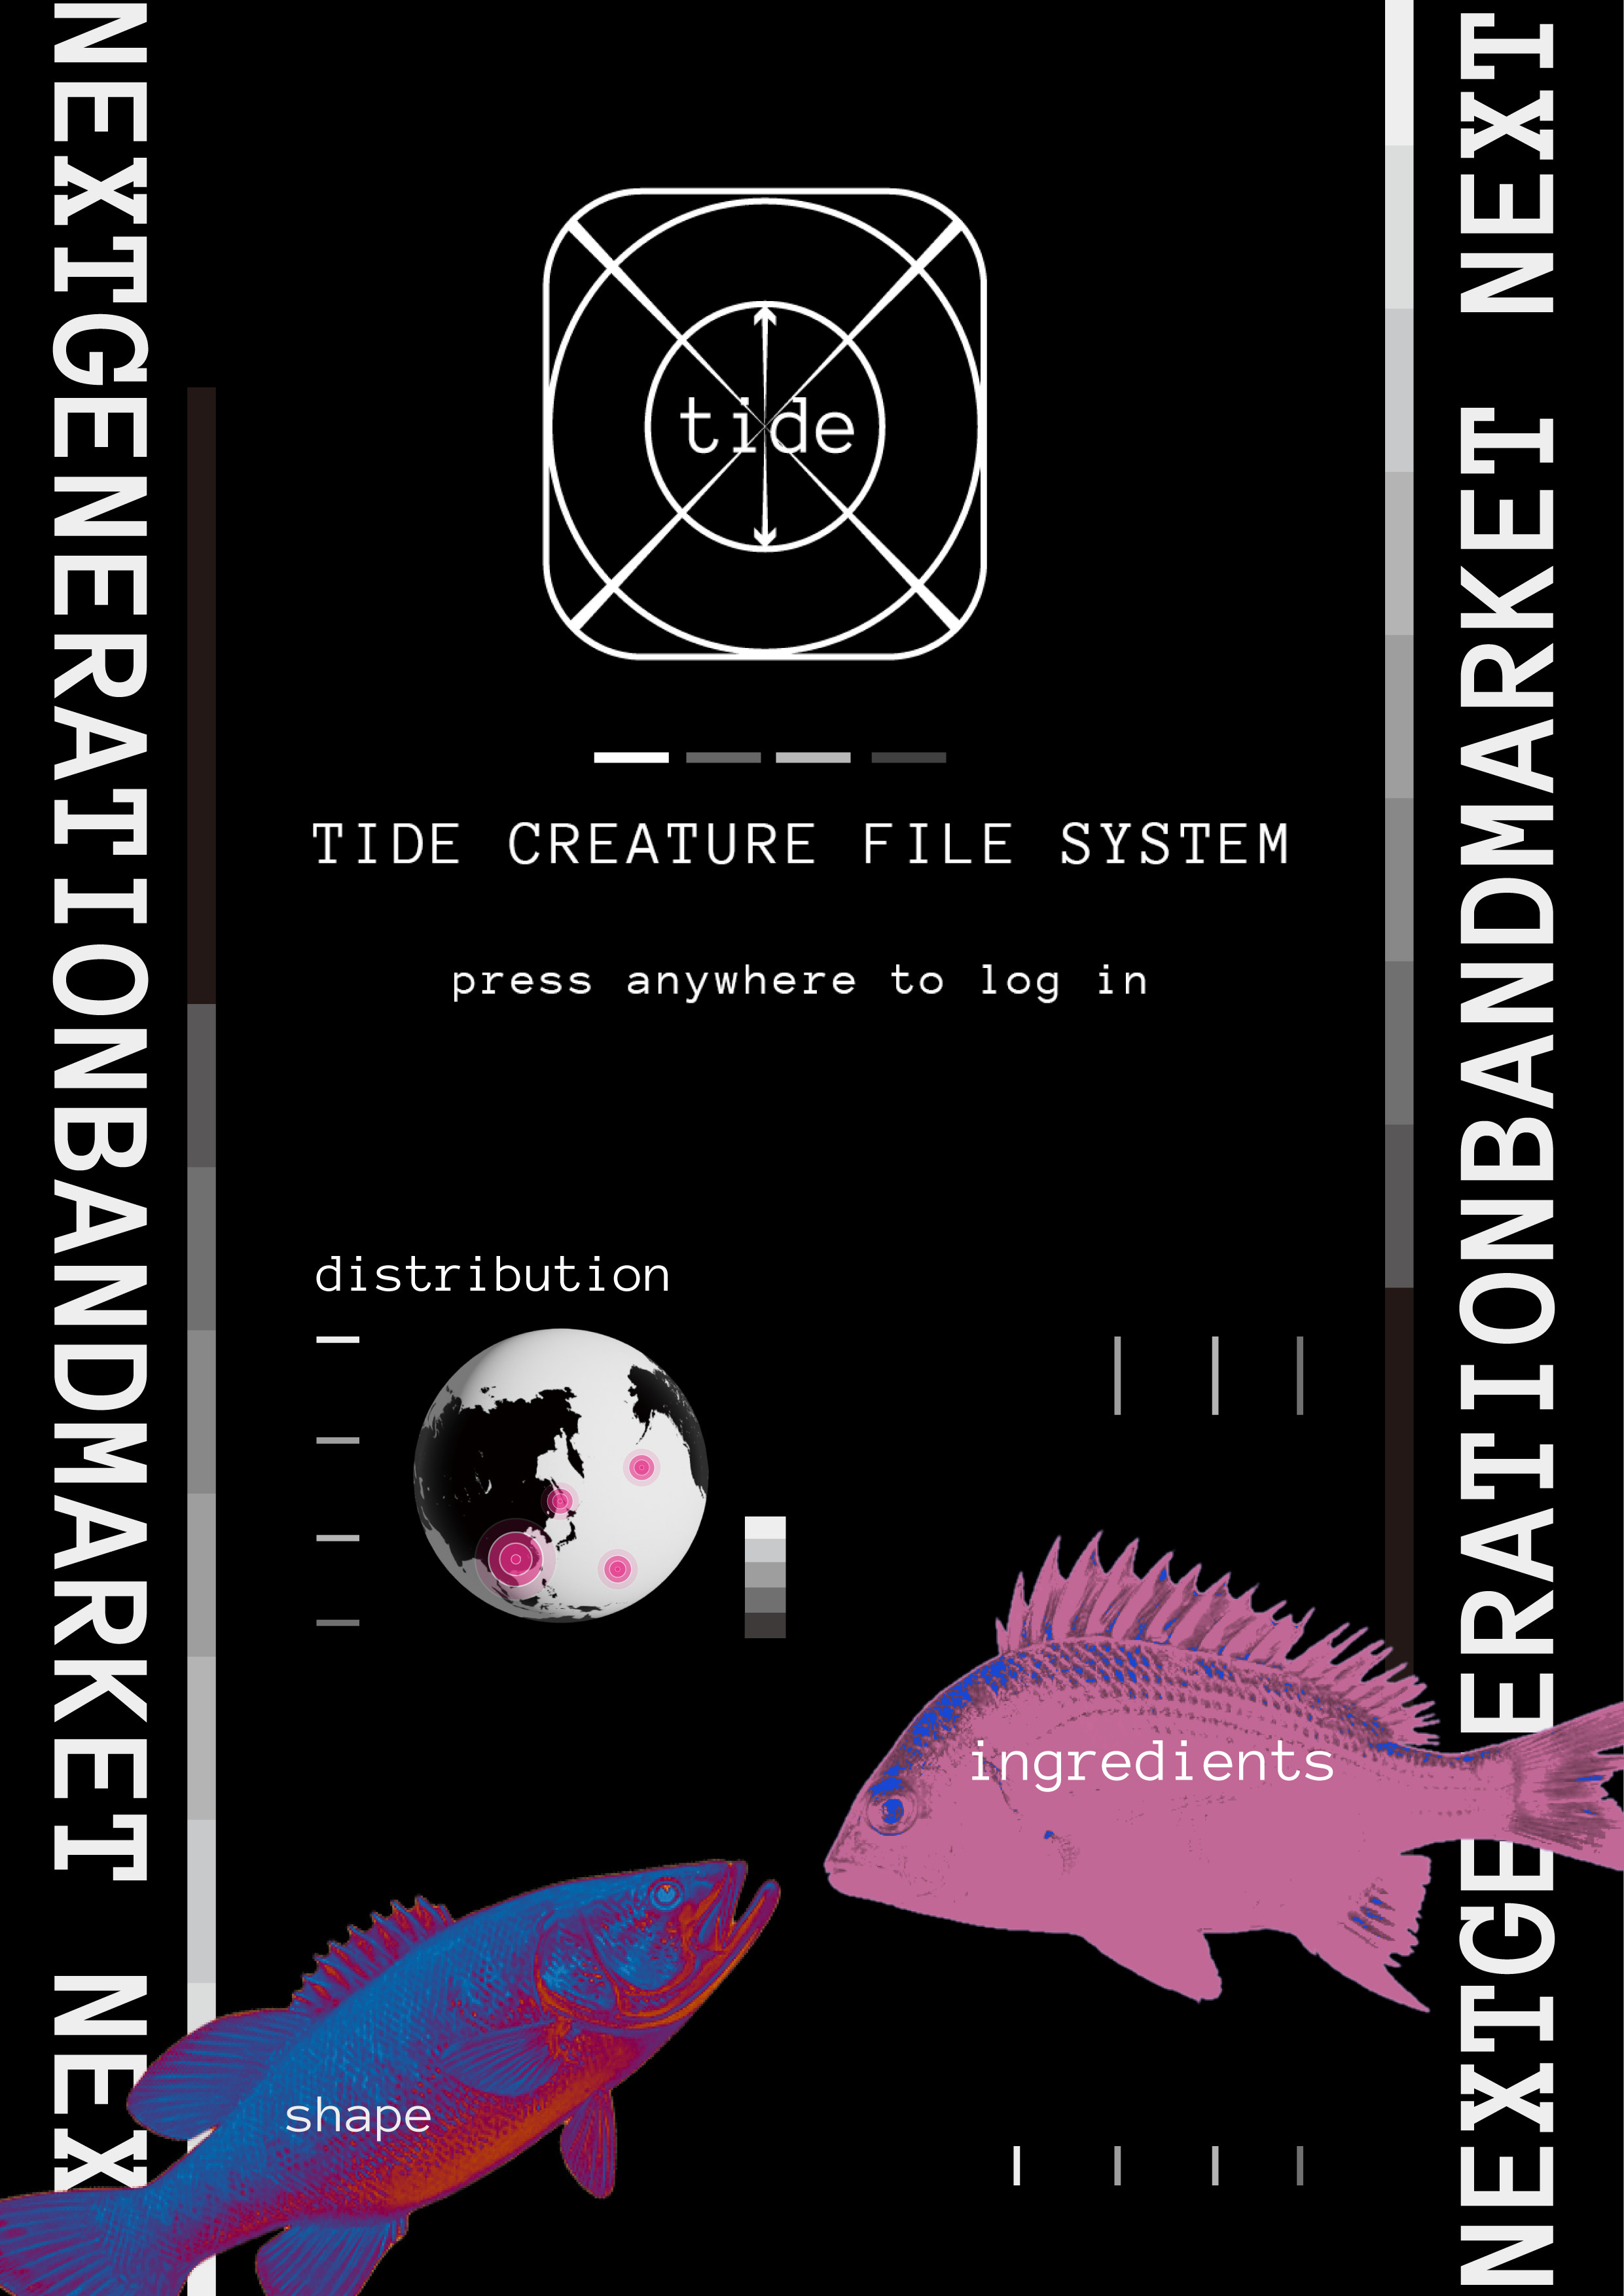 NEXTGENERATIONBANDMARKET NEX
NEXTGENERATIONBANDMARKET NEXT
tide
TIDE CREATURE FILE SYSTEM
press anywhere to log in
distribution
ingredients
shape